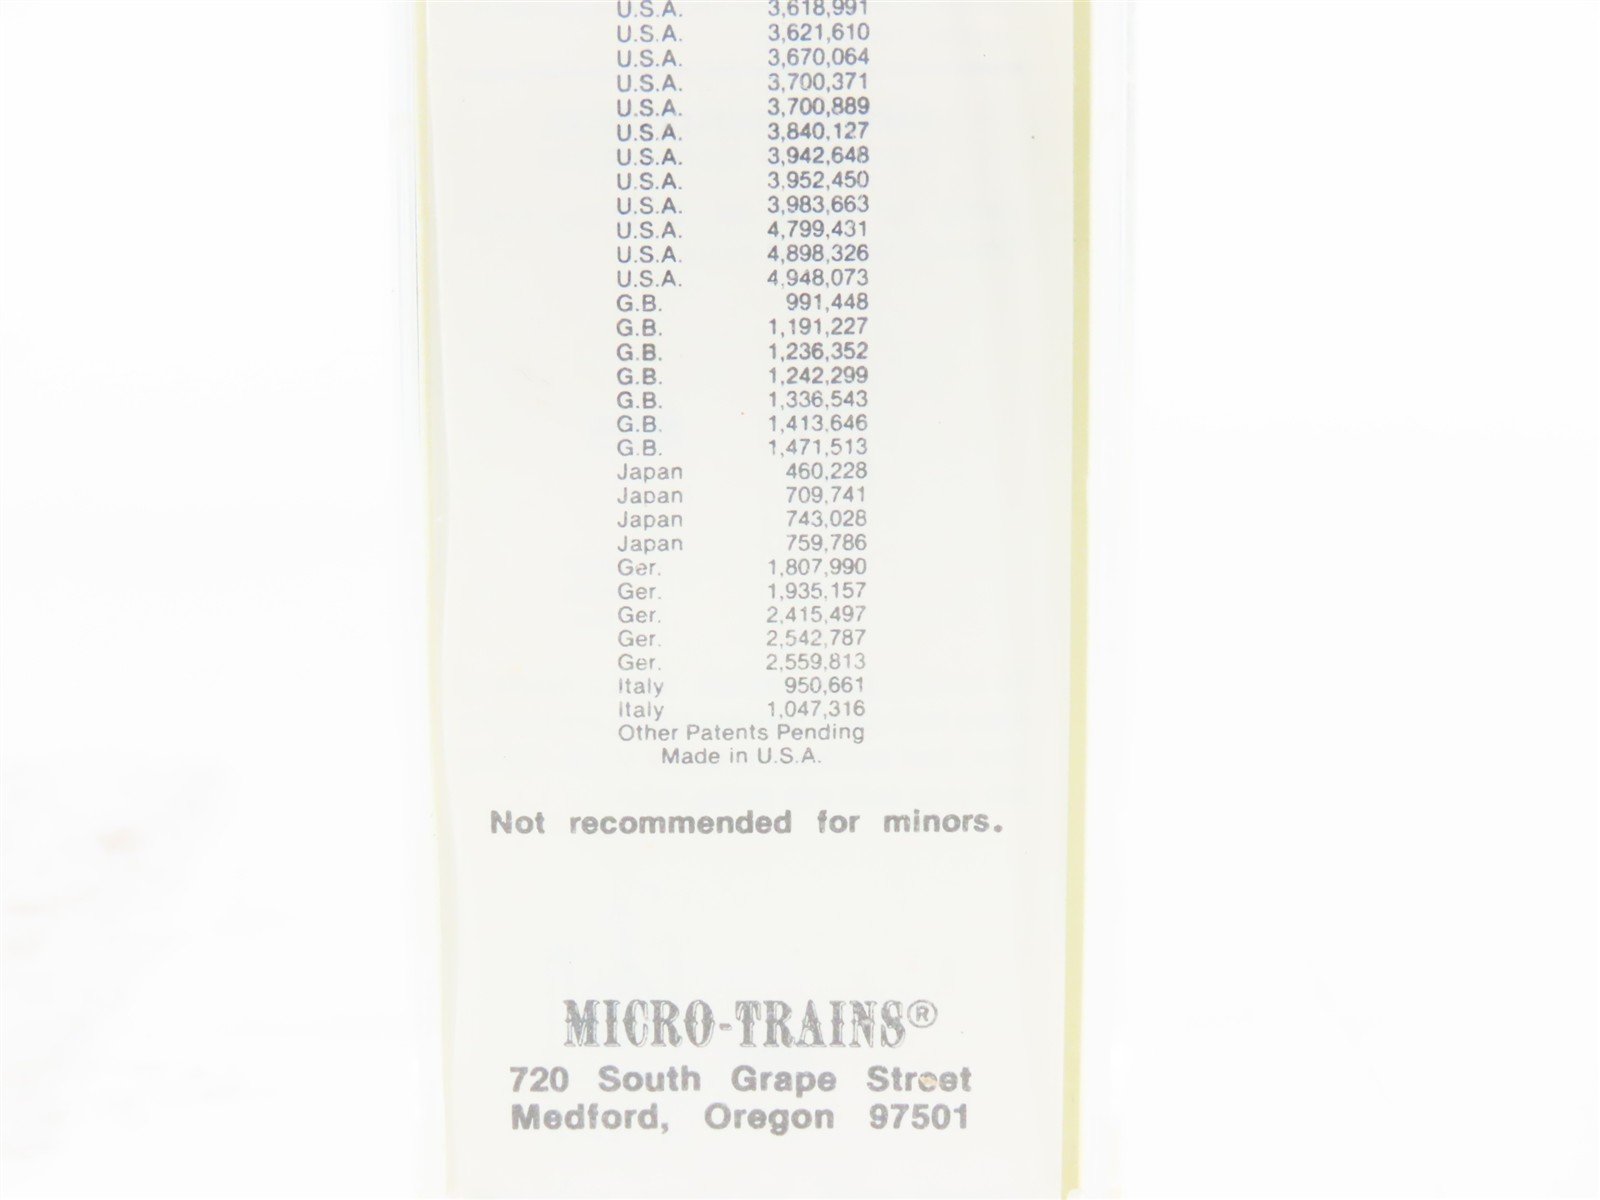 U.S.A. 3,618,991
U.S.A. 3,621,610
U.S.A. 3,670,064
U.S.A. 3,700,371
U.S.A. 3,700,889
U.S.A. 3,840,127
U.S.A. 3,942,648
U.S.A. 3,952,450
U.S.A. 3,983,663
U.S.A. 4,799,431
U.S.A. 4,898,326
U.S.A. 4,948,073
G.B. 991,448
G.B. 1,191,227
G.B. 1,236,352
G.B. 1,242,299
G.B. 1,336,543
G.B. 1,413,646
G.B. 1,471,513
Japan 460,228
Japan 709,741
Japan 743,028
Japan 759,786
Ger. 1,807,990
Ger. 1,935,157
Ger. 2,415,497
Ger. 2,542,787
Ger. 2,559,813
Italy 950,661
Italy 1,047,316
Other Patents Pending
Made in U.S.A.
Not recommended for minors.
MICRO-TRAINS®
720 South Grape Street
Medford, Oregon 97501